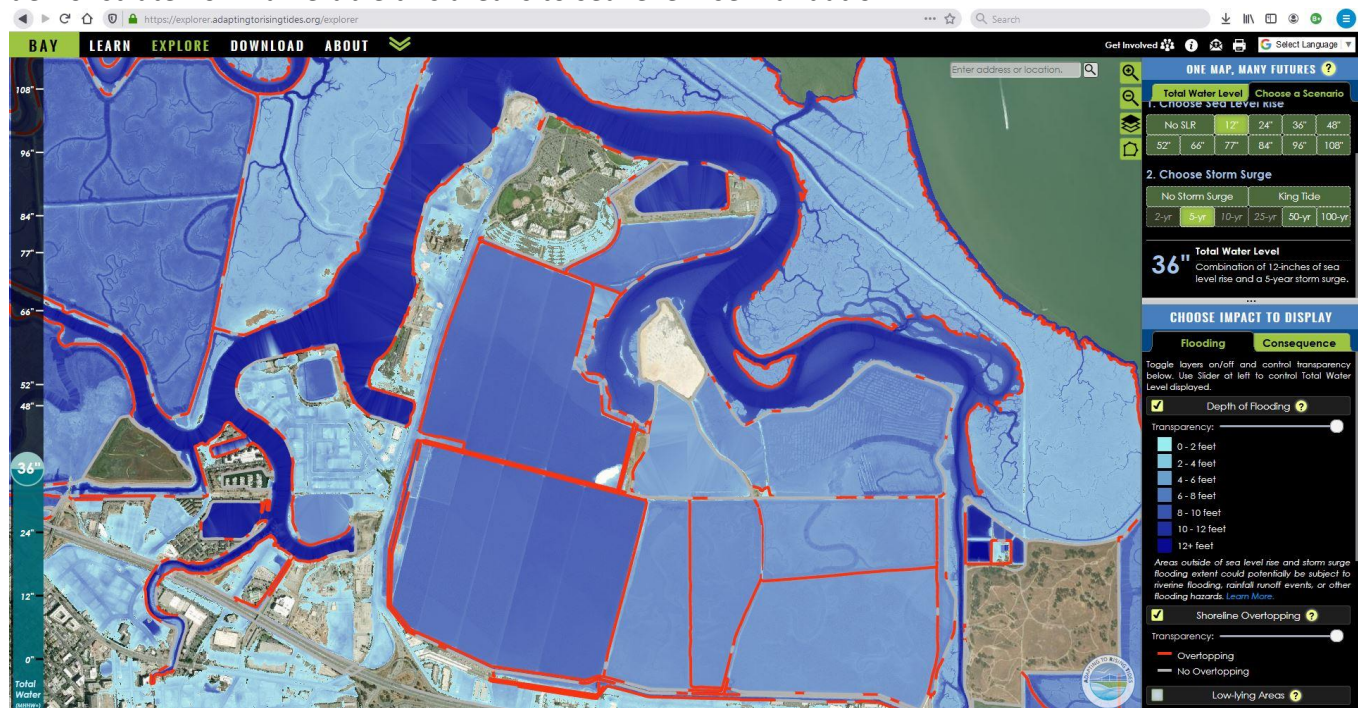 https://explorer.adaptingtorisingtides.org/explorer
Search
BAY LEARN EXPLORE DOWNLOAD ABOUT
Get Involved
Select Language
Enter address or location.
108"
96"
84"
77"
66"
52"
48"
36"
24"
12"
0"
Total
Water
(MHHW+)
ONE MAP, MANY FUTURES ?
Total Water Level Choose a Scenario
1. Choose Sea Level Rise
No SLR 12" 24" 36" 48"
52" 66" 77" 84" 96" 108"
2. Choose Storm Surge
No Storm Surge King Tide
2-yr 5-yr 10-yr 25-yr 50-yr 100-yr
36" Total Water Level
Combination of 12-inches of sea
level rise and a 5-year storm surge.
CHOOSE IMPACT TO DISPLAY
Flooding Consequence
Toggle layers on/off and control transparency
below. Use Slider at left to control Total Water
Level displayed.
Depth of Flooding ?
Transparency:
0 - 2 feet
2 - 4 feet
4 - 6 feet
6 - 8 feet
8 - 10 feet
10 - 12 feet
12+ feet
Areas outside of sea level rise and storm surge
flooding extent could potentially be subject to
riverine flooding, rainfall runoff events, or other
flooding hazards. Learn More.
Shoreline Overtopping ?
Transparency:
Overtopping
No Overtopping
Low-lying Areas ?
ADAPTING TO RISING TIDES